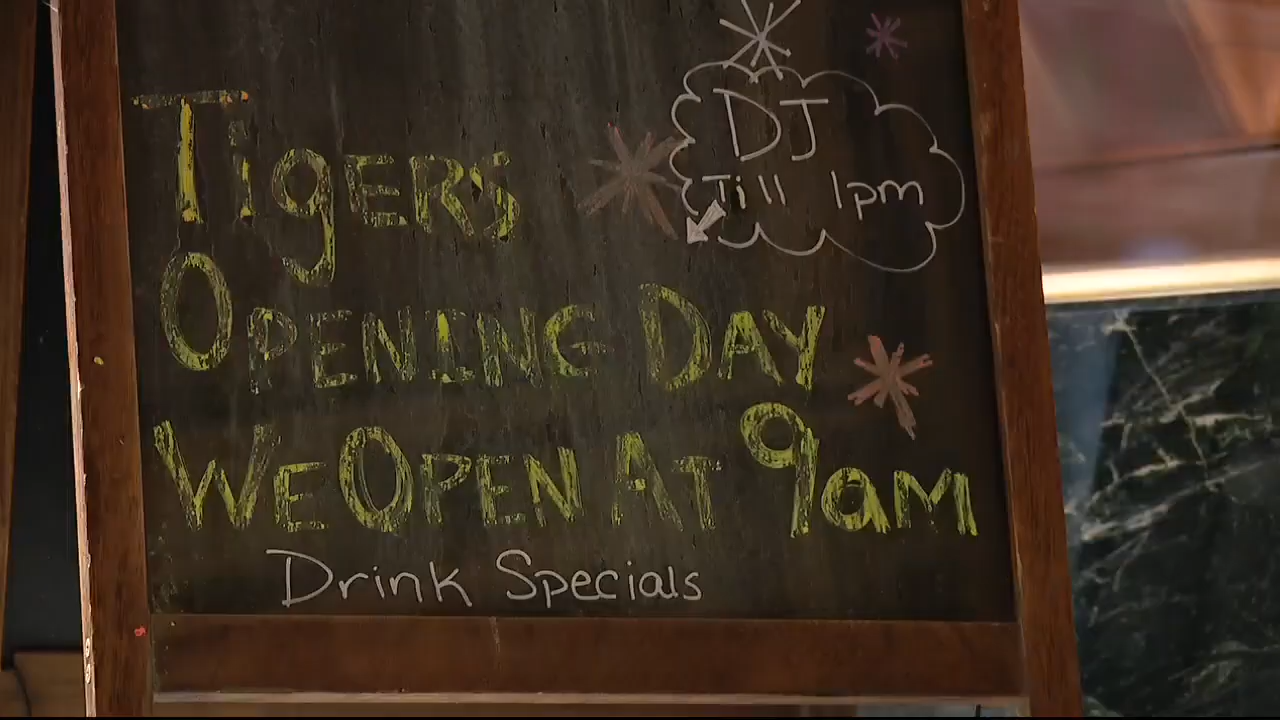 DJ
Till 1pm
TigERS
OPENING DAY
WE OPEN AT 9aM
Drink Specials